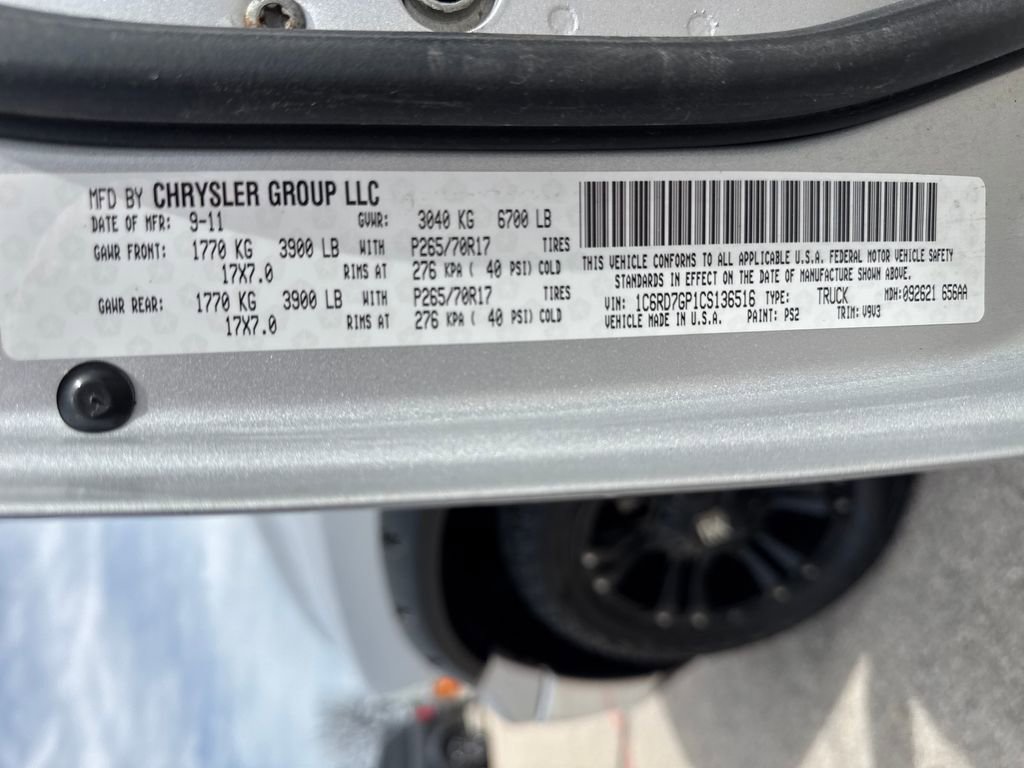 MFD BY CHRYSLER GROUP LLC
DATE OF MFR: 9-11 GVWR: 3040 KG 6700 LB
GAWR FRONT: 1770 KG 3900 LB WITH P265/70R17 TIRES
17X7.0 RIMS AT 276 KPA ( 40 PSI) COLD
GAWR REAR: 1770 KG 3900 LB WITH P265/70R17 TIRES
17X7.0 RIMS AT 276 KPA ( 40 PSI) COLD
THIS VEHICLE CONFORMS TO ALL APPLICABLE U.S.A. FEDERAL MOTOR VEHICLE SAFETY
STANDARDS IN EFFECT ON THE DATE OF MANUFACTURE SHOWN ABOVE.
VIN: 1C6RD7GP1CS136516 TYPE: TRUCK MDH: 092621 656AA
VEHICLE MADE IN U.S.A. PAINT: PS2 TRIM: V9V3